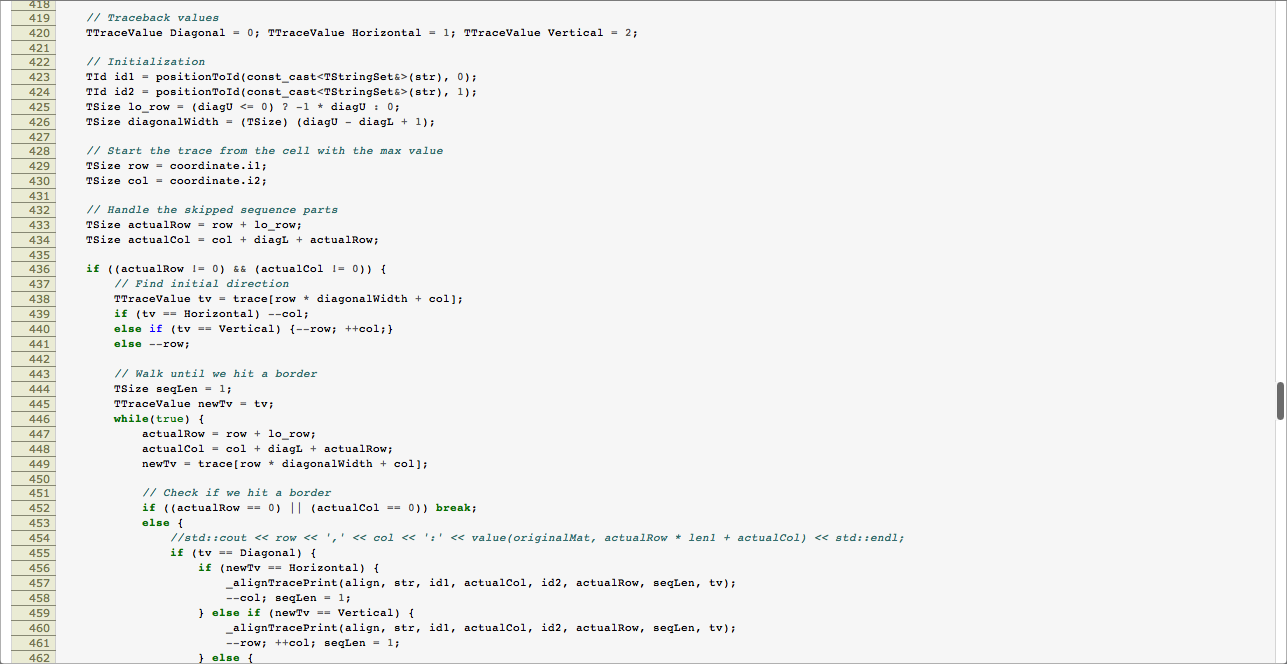 418
419 // Traceback values
420 TTraceValue Diagonal = 0; TTraceValue Horizontal = 1; TTraceValue Vertical = 2;
421
422 // Initialization
423 TId id1 = positionToId(const_cast<TStringSet&>(str), 0);
424 TId id2 = positionToId(const_cast<TStringSet&>(str), 1);
425 TSize lo_row = (diagU <= 0) ? -1 * diagU : 0;
426 TSize diagonalWidth = (TSize) (diagU - diagL + 1);
427
428 // Start the trace from the cell with the max value
429 TSize row = coordinate.i1;
430 TSize col = coordinate.i2;
431
432 // Handle the skipped sequence parts
433 TSize actualRow = row + lo_row;
434 TSize actualCol = col + diagL + actualRow;
435
436 if ((actualRow != 0) && (actualCol != 0)) {
437 // Find initial direction
438 TTraceValue tv = trace[row * diagonalWidth + col];
439 if (tv == Horizontal) --col;
440 else if (tv == Vertical) {--row; ++col;}
441 else --row;
442
443 // Walk until we hit a border
444 TSize seqLen = 1;
445 TTraceValue newTv = tv;
446 while(true) {
447 actualRow = row + lo_row;
448 actualCol = col + diagL + actualRow;
449 newTv = trace[row * diagonalWidth + col];
450
451 // Check if we hit a border
452 if ((actualRow == 0) || (actualCol == 0)) break;
453 else {
454 //std::cout << row << ',' << col << ':' << value(originalMat, actualRow * len1 + actualCol) << std::endl;
455 if (tv == Diagonal) {
456 if (newTv == Horizontal) {
457 _alignTracePrint(align, str, id1, actualCol, id2, actualRow, seqLen, tv);
458 --col; seqLen = 1;
459 } else if (newTv == Vertical) {
460 _alignTracePrint(align, str, id1, actualCol, id2, actualRow, seqLen, tv);
461 --row; ++col; seqLen = 1;
462 } else {